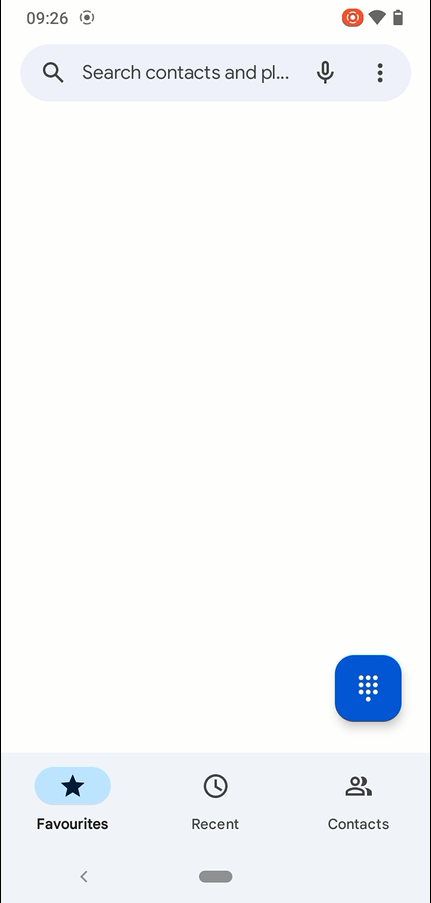 09:26
Search contacts and pl...
Favourites
Recent
Contacts